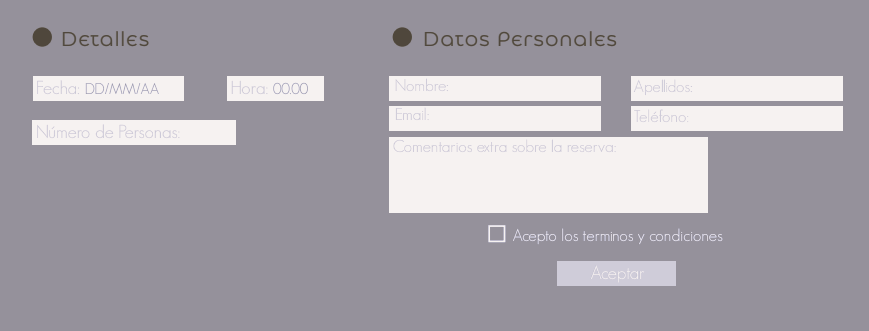 Detalles
Fecha: DD/MM/AA
Hora: 00:00
Número de Personas:
Datos Personales
Nombre:
Apellidos:
Email:
Teléfono:
Comentarios extra sobre la reserva:
Acepto los terminos y condiciones
Aceptar